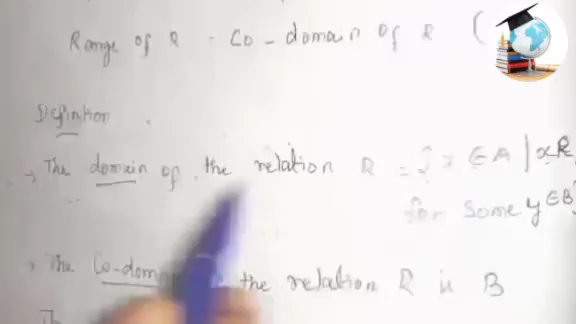 Range of R = Co-domain of R (
Definition .
→ The domain of the relation R = { x ∈ A | x R
for some y ∈ B
→ The Co-dom the relation R is B